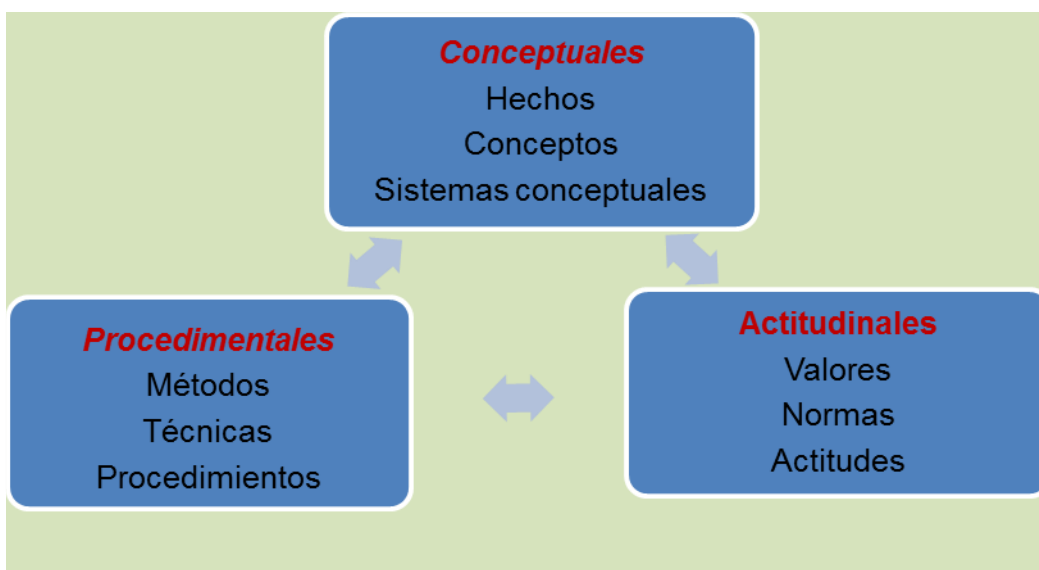 Conceptuales
Hechos
Conceptos
Sistemas conceptuales
Procedimentales
Métodos
Técnicas
Procedimientos
Actitudinales
Valores
Normas
Actitudes